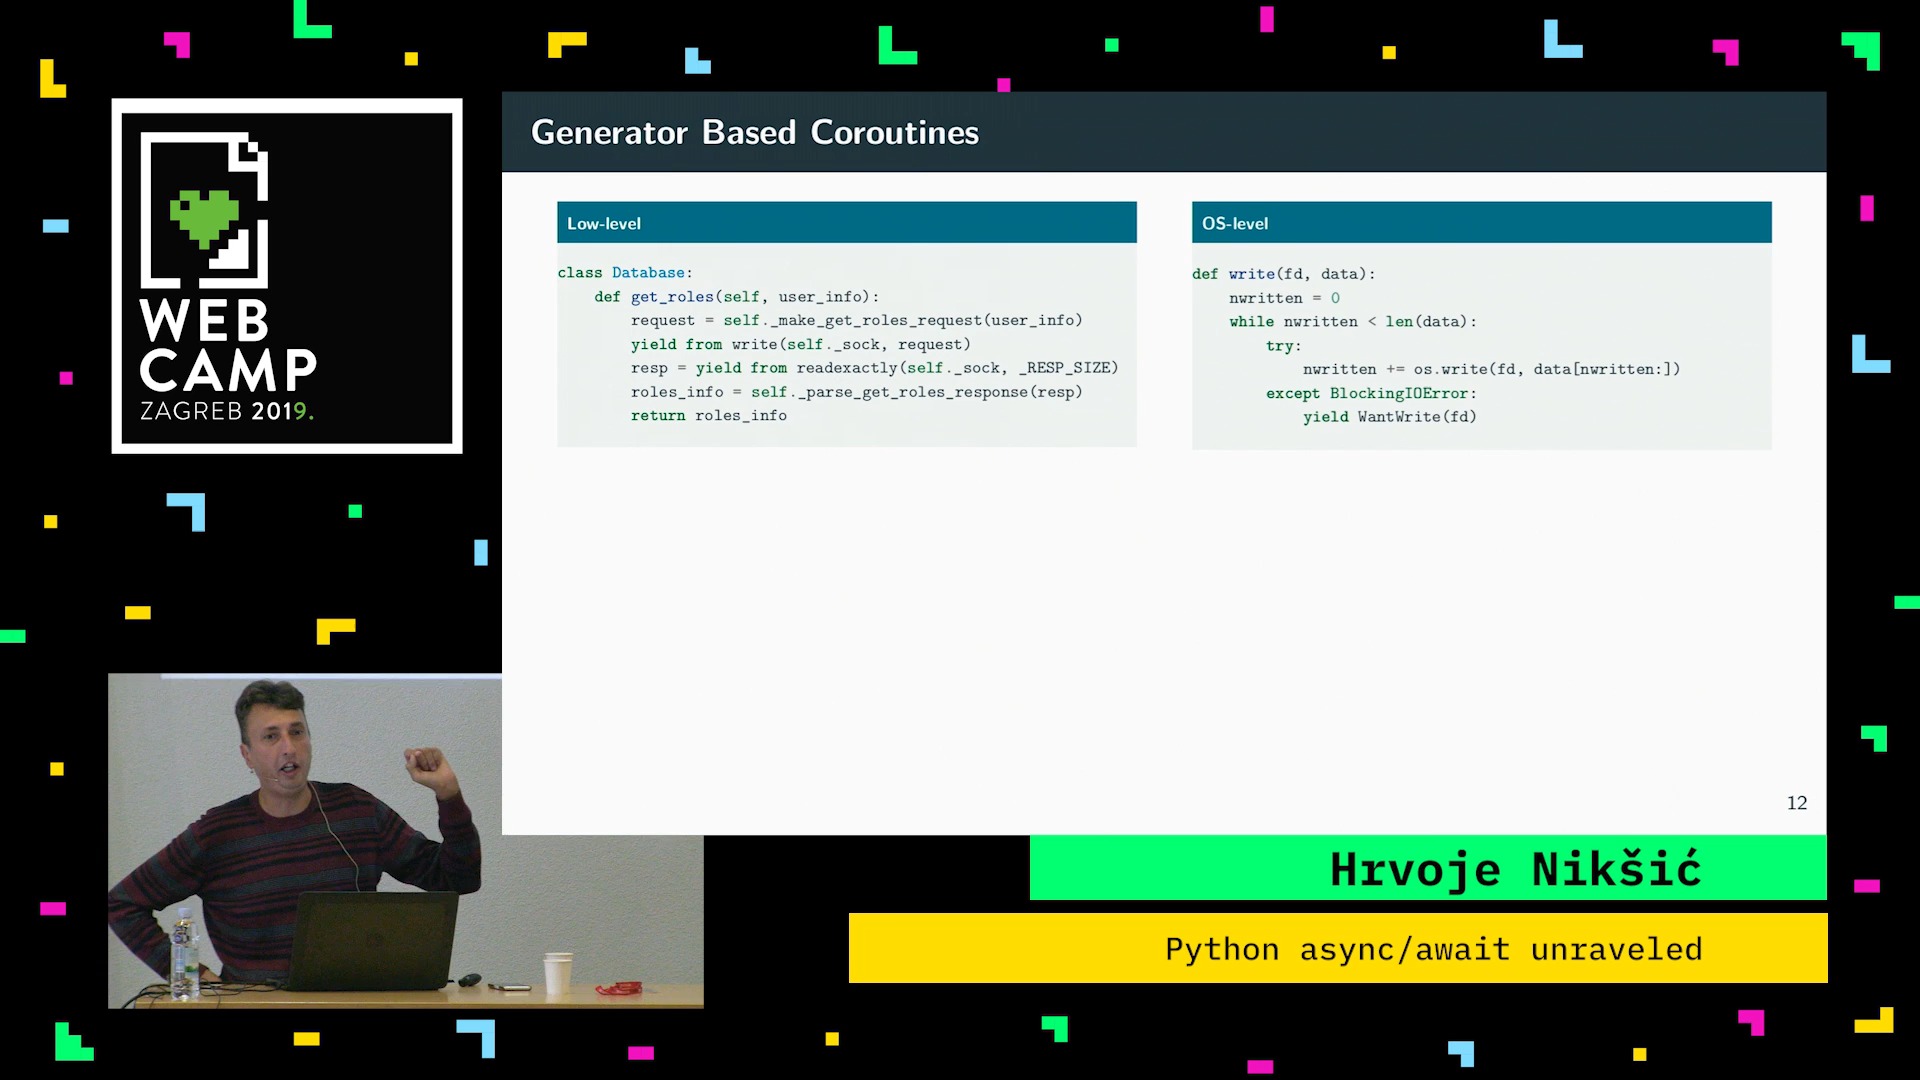 WEB
CAMP
ZAGREB 2019.
Generator Based Coroutines
Low-level
class Database:
    def get_roles(self, user_info):
        request = self._make_get_roles_request(user_info)
        yield from write(self._sock, request)
        resp = yield from readexactly(self._sock, _RESP_SIZE)
        roles_info = self._parse_get_roles_response(resp)
        return roles_info
OS-level
def write(fd, data):
    nwritten = 0
    while nwritten < len(data):
        try:
            nwritten += os.write(fd, data[nwritten:])
        except BlockingIOError:
            yield WantWrite(fd)
12
Hrvoje Nikšić
Python async/await unraveled